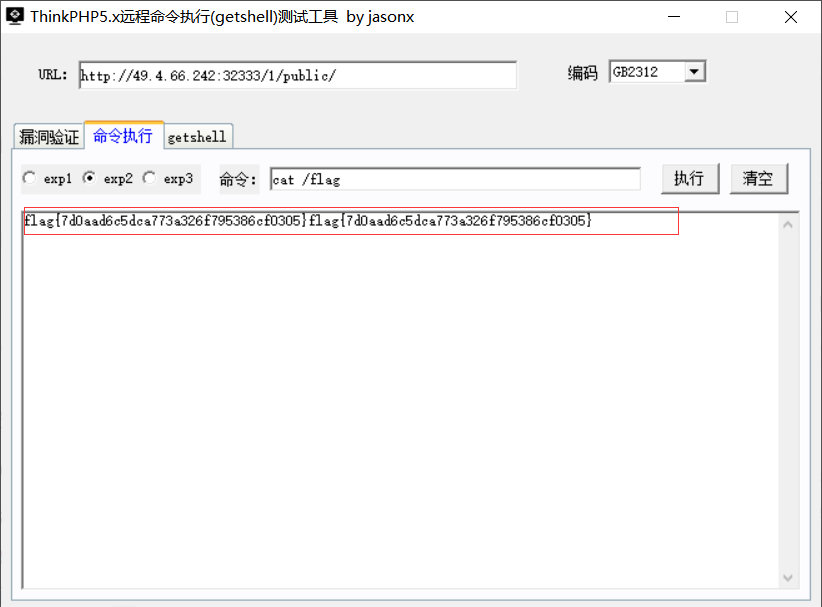 ThinkPHP5.x远程命令执行(getshell)测试工具 by jasonx
URL: http://49.4.66.242:32333/1/public/ 编码 GB2312
漏洞验证 命令执行 getshell
exp1 exp2 exp3 命令: cat /flag 执行 清空
flag{7d0aad6c5dca773a326f795386cf0305}flag{7d0aad6c5dca773a326f795386cf0305}